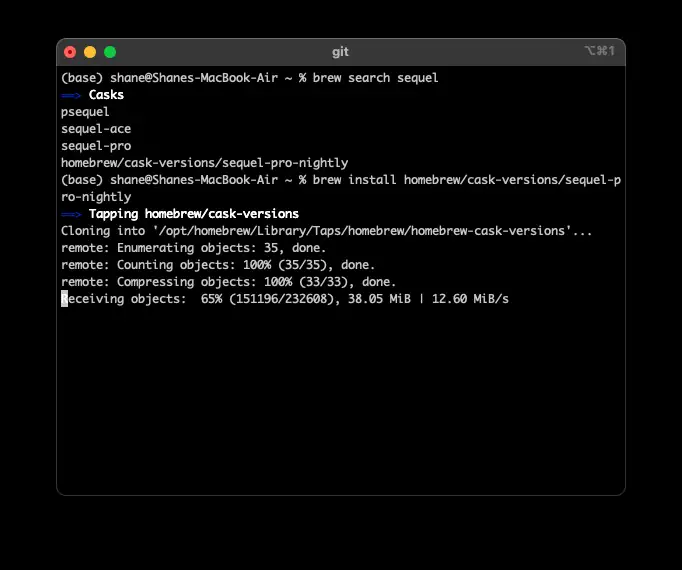 git
⌥⌘1
(base) shane@Shanes-MacBook-Air ~ % brew search sequel
==> Casks
psequel
sequel-ace
sequel-pro
homebrew/cask-versions/sequel-pro-nightly
(base) shane@Shanes-MacBook-Air ~ % brew install homebrew/cask-versions/sequel-p
ro-nightly
==> Tapping homebrew/cask-versions
Cloning into '/opt/homebrew/Library/Taps/homebrew/homebrew-cask-versions'...
remote: Enumerating objects: 35, done.
remote: Counting objects: 100% (35/35), done.
remote: Compressing objects: 100% (33/33), done.
Receiving objects:  65% (151196/232608), 38.05 MiB | 12.60 MiB/s